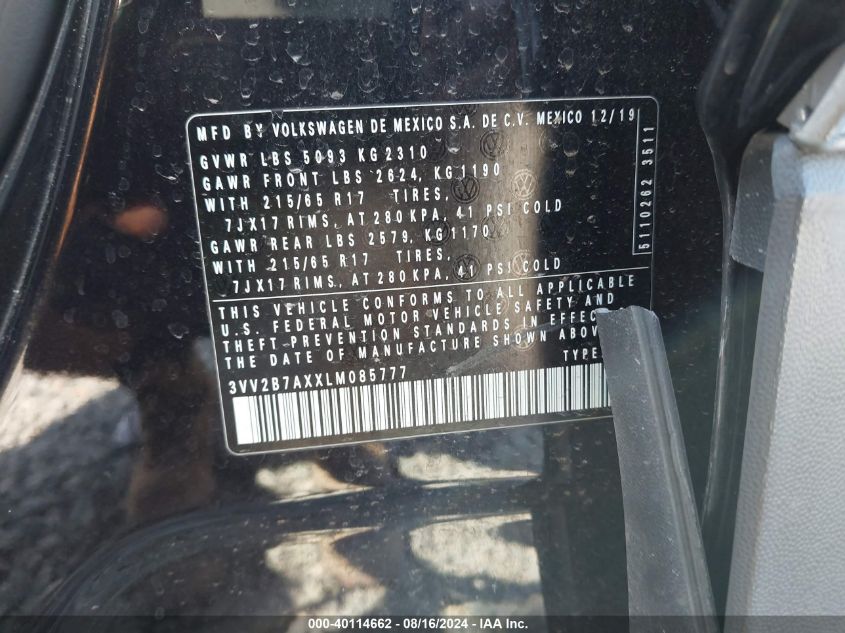 MFD BY VOLKSWAGEN DE MEXICO S.A. DE C.V. MEXICO 12/19
GVWR LBS 5093 KG 2310
GAWR FRONT LBS 2624, KG 1190
WITH 215/65 R17 TIRES,
7JX17 RIMS, AT 280 KPA, 41 PSI COLD
GAWR REAR LBS 2579, KG 1170
WITH 215/65 R17 TIRES,
7JX17 RIMS, AT 280 KPA, 41 PSI COLD
5110262 3511
THIS VEHICLE CONFORMS TO ALL APPLICABLE
U.S. FEDERAL MOTOR VEHICLE SAFETY AND
THEFT-PREVENTION STANDARDS IN EFFEC
THE DATE OF MANUFACTURE SHOWN ABOV
3VV2B7AXXLM085777 TYPE
000-40114662 - 08/16/2024 - IAA Inc.